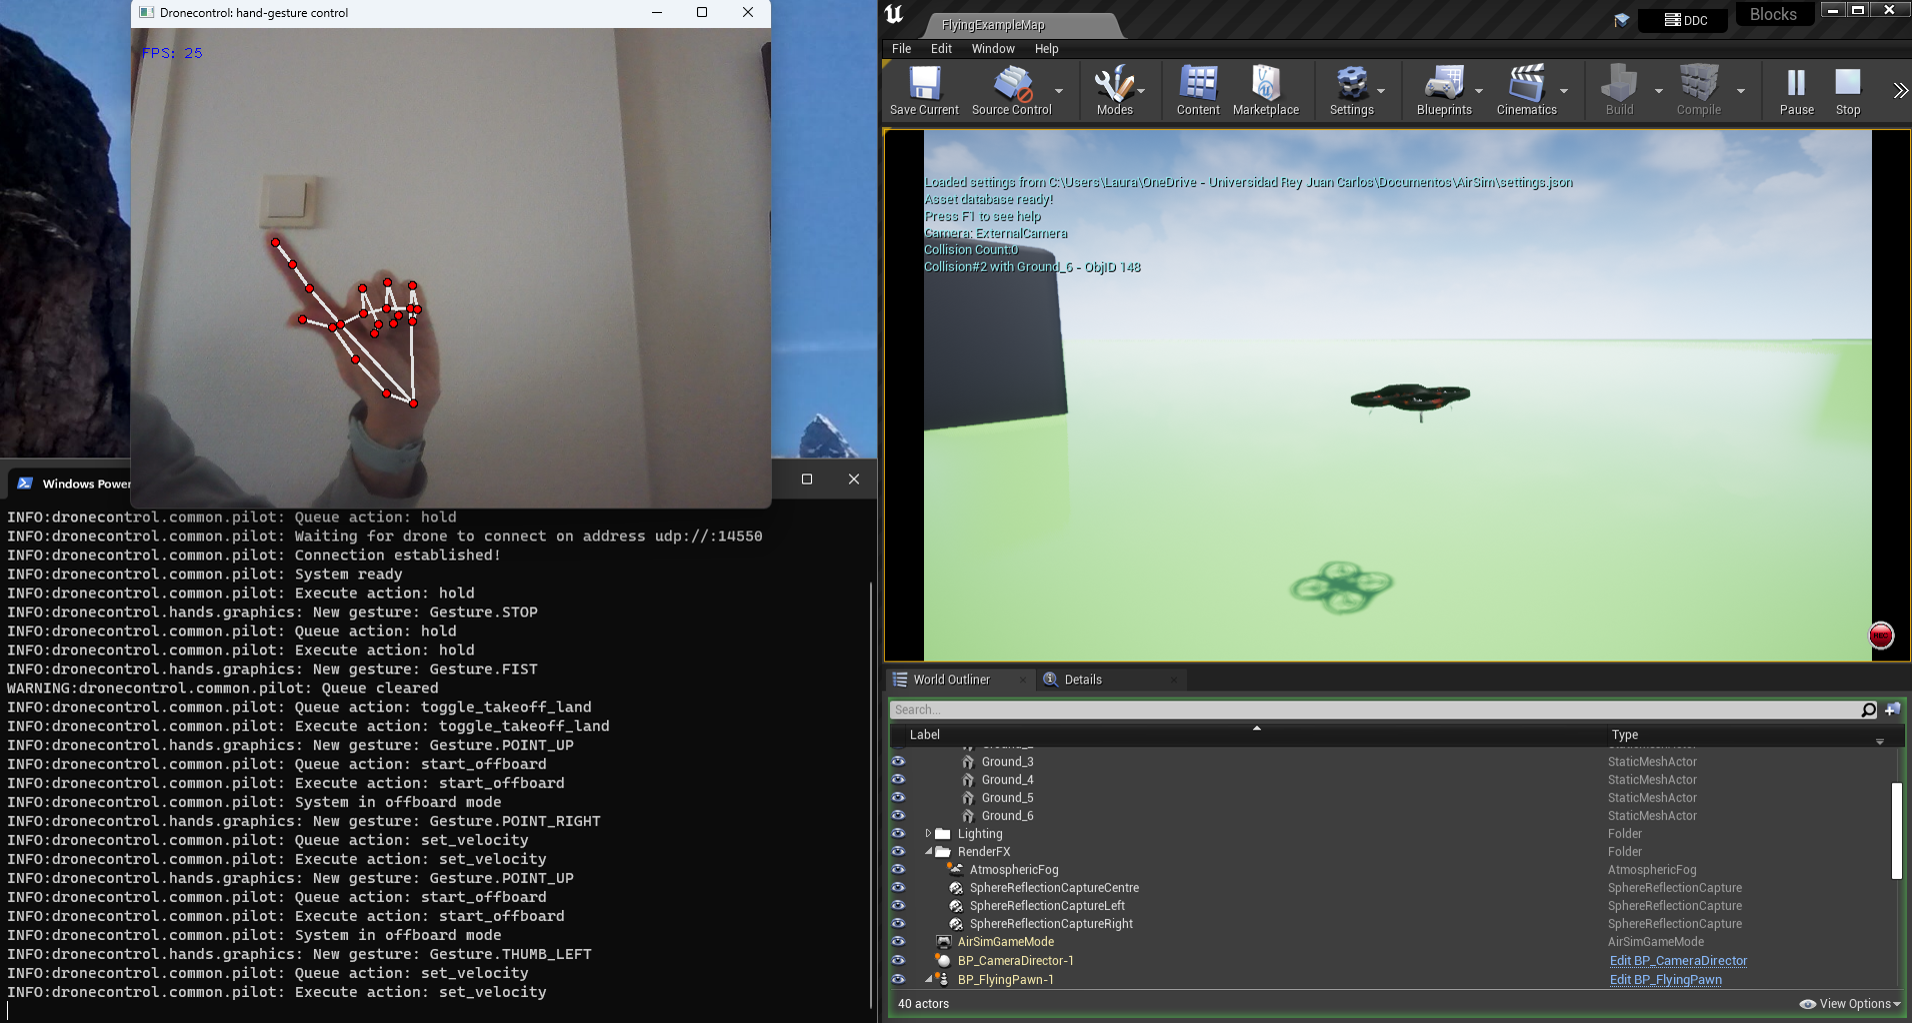 Dronecontrol: hand-gesture control
FPS: 25
Windows Power
INFO:dronecontrol.common.pilot: Queue action: hold
INFO:dronecontrol.common.pilot: Waiting for drone to connect on address udp://:14550
INFO:dronecontrol.common.pilot: Connection established!
INFO:dronecontrol.common.pilot: System ready
INFO:dronecontrol.common.pilot: Execute action: hold
INFO:dronecontrol.hands.graphics: New gesture: Gesture.STOP
INFO:dronecontrol.common.pilot: Queue action: hold
INFO:dronecontrol.common.pilot: Execute action: hold
INFO:dronecontrol.hands.graphics: New gesture: Gesture.FIST
WARNING:dronecontrol.common.pilot: Queue cleared
INFO:dronecontrol.common.pilot: Queue action: toggle_takeoff_land
INFO:dronecontrol.common.pilot: Execute action: toggle_takeoff_land
INFO:dronecontrol.hands.graphics: New gesture: Gesture.POINT_UP
INFO:dronecontrol.common.pilot: Queue action: start_offboard
INFO:dronecontrol.common.pilot: Execute action: start_offboard
INFO:dronecontrol.common.pilot: System in offboard mode
INFO:dronecontrol.hands.graphics: New gesture: Gesture.POINT_RIGHT
INFO:dronecontrol.common.pilot: Queue action: set_velocity
INFO:dronecontrol.common.pilot: Execute action: set_velocity
INFO:dronecontrol.hands.graphics: New gesture: Gesture.POINT_UP
INFO:dronecontrol.common.pilot: Queue action: start_offboard
INFO:dronecontrol.common.pilot: Execute action: start_offboard
INFO:dronecontrol.common.pilot: System in offboard mode
INFO:dronecontrol.hands.graphics: New gesture: Gesture.THUMB_LEFT
INFO:dronecontrol.common.pilot: Queue action: set_velocity
INFO:dronecontrol.common.pilot: Execute action: set_velocity
FlyingExampleMap
DDC
Blocks
File Edit Window Help
Save Current Source Control Modes Content Marketplace Settings Blueprints Cinematics Build Compile Pause Stop
Loaded settings from C:\Users\Laura\OneDrive - Universidad Rey Juan Carlos\Documentos\AirSim\settings.json
Asset database ready!
Press F1 to see help
Camera: ExternalCamera
Collision Count:0
Collision#2 with Ground_6 - ObjID 148
REC
World Outliner Details
Search...
Label Type
Ground_2 StaticMeshActor
Ground_3 StaticMeshActor
Ground_4 StaticMeshActor
Ground_5 StaticMeshActor
Ground_6 StaticMeshActor
Lighting Folder
RenderFX Folder
AtmosphericFog AtmosphericFog
SphereReflectionCaptureCentre SphereReflectionCapture
SphereReflectionCaptureLeft SphereReflectionCapture
SphereReflectionCaptureRight SphereReflectionCapture
AirSimGameMode AirSimGameMode
BP_CameraDirector-1 Edit BP_CameraDirector
BP_FlyingPawn-1 Edit BP_FlyingPawn
40 actors View Options